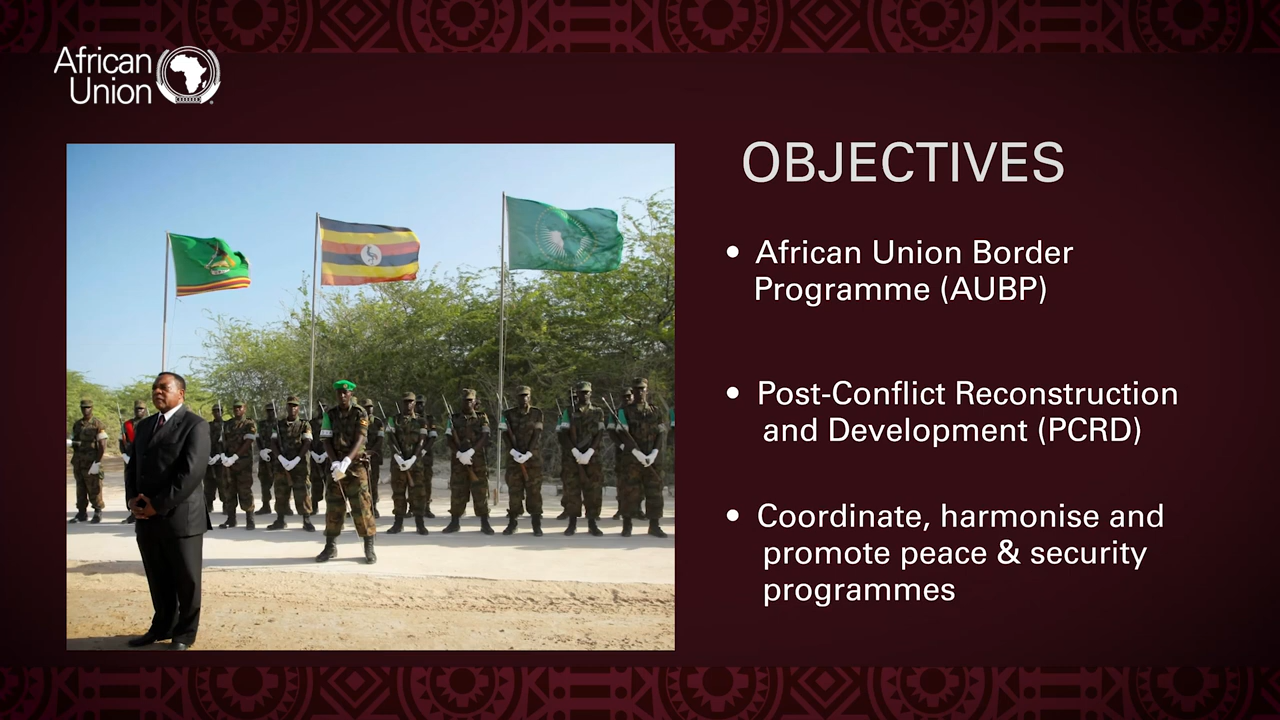 African
Union
OBJECTIVES
• African Union Border
Programme (AUBP)
• Post-Conflict Reconstruction
and Development (PCRD)
• Coordinate, harmonise and
promote peace & security
programmes